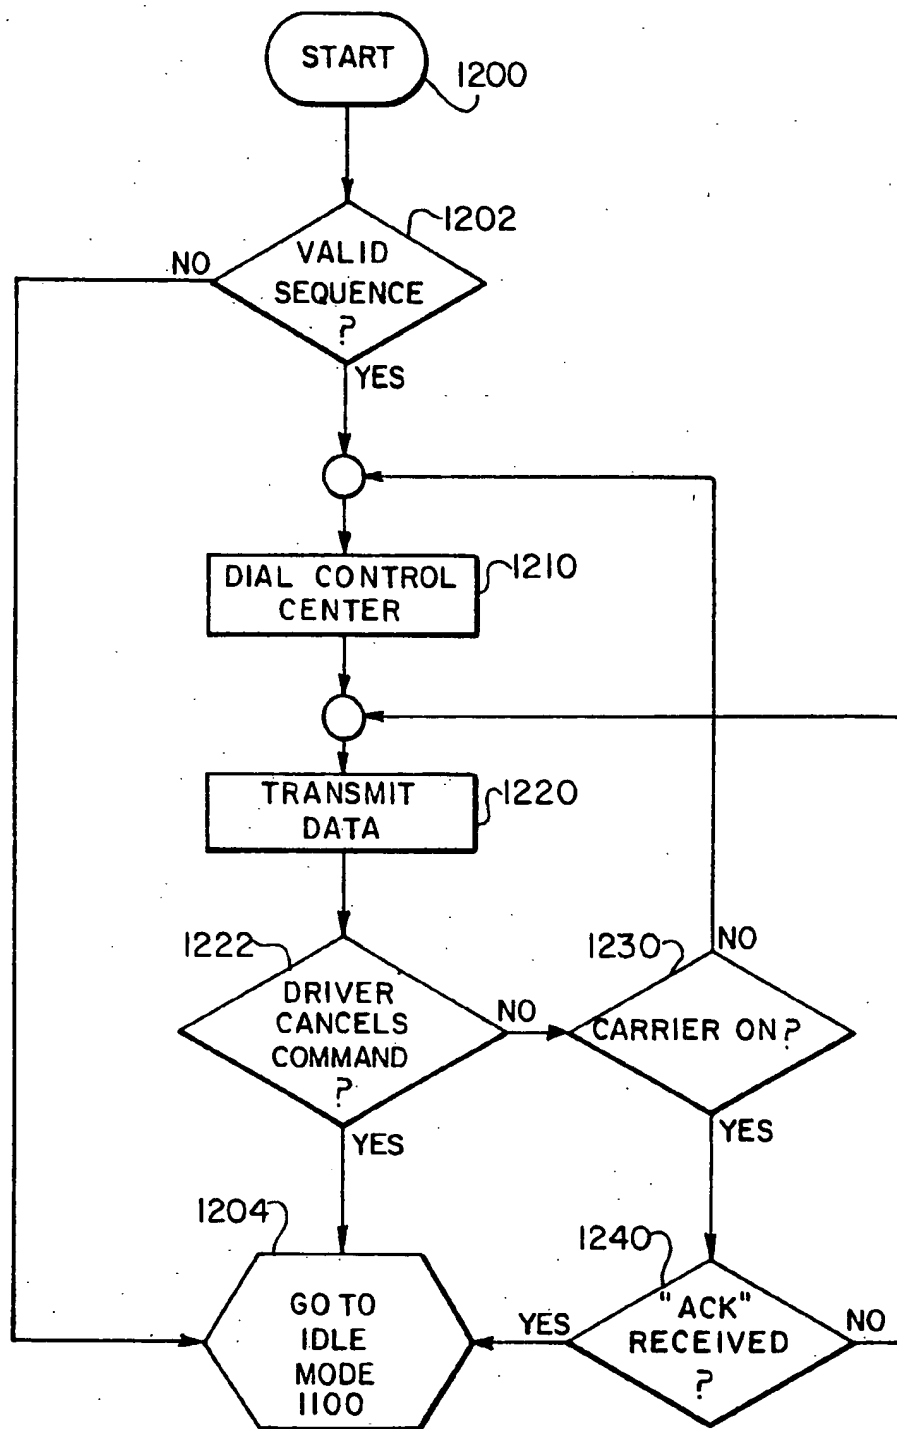 START
1200
1202
VALID
SEQUENCE
?
NO
YES
DIAL CONTROL
CENTER
1210
TRANSMIT
DATA
1220
1222
DRIVER
CANCELS
COMMAND
?
NO
YES
1230
NO
CARRIER ON?
YES
1204
GO TO
IDLE
MODE
1100
1240
"ACK"
RECEIVED
?
YES
NO